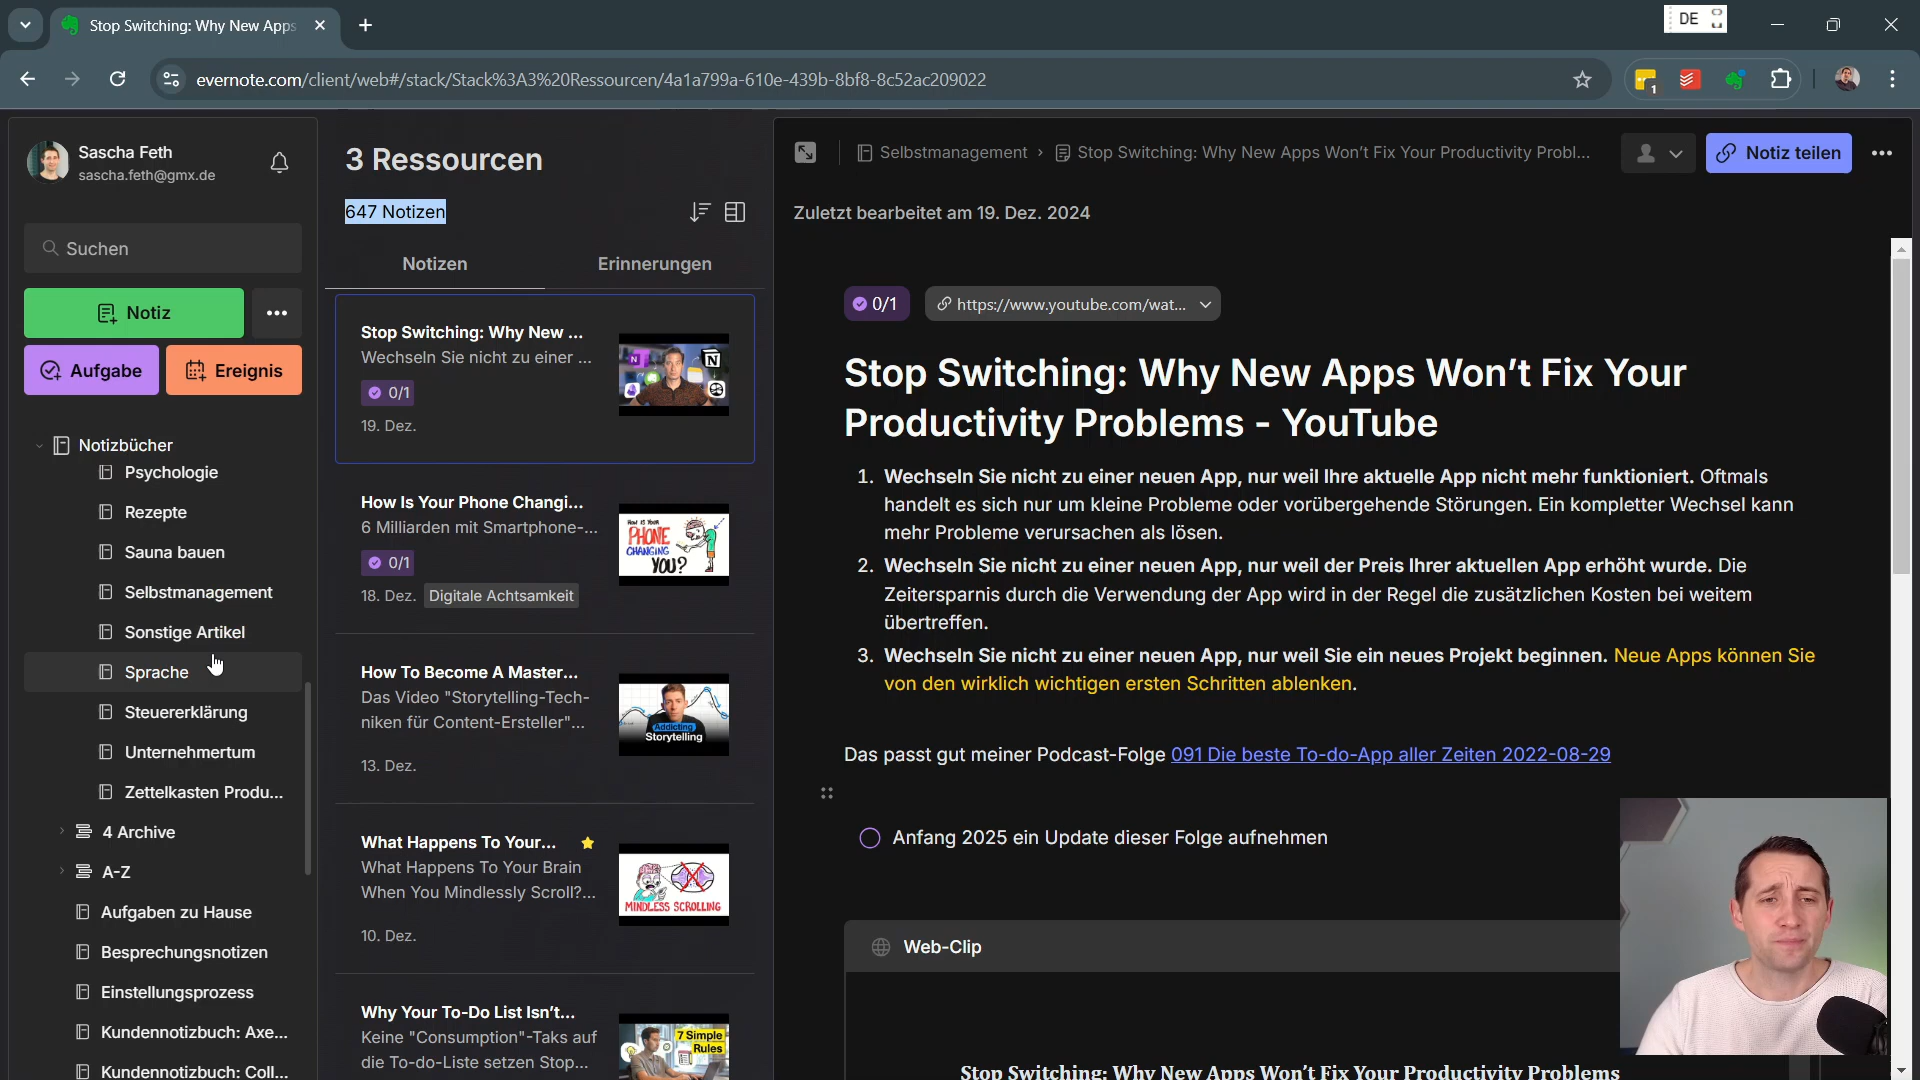 Stop Switching: Why New Apps
DE
evernote.com/client/web#/stack/Stack%3A3%20Ressourcen/4a1a799a-610e-439b-8bf8-8c52ac209022
1
Sascha Feth
sascha.feth@gmx.de
Suchen
Notiz
Aufgabe
Ereignis
Notizbücher
Psychologie
Rezepte
Sauna bauen
Selbstmanagement
Sonstige Artikel
Sprache
Steuererklärung
Unternehmertum
Zettelkasten Produ...
4 Archive
A-Z
Aufgaben zu Hause
Besprechungsnotizen
Einstellungsprozess
Kundennotizbuch: Axe...
Kundennotizbuch: Coll...
3 Ressourcen
647 Notizen
Notizen
Erinnerungen
Stop Switching: Why New ...
Wechseln Sie nicht zu einer ...
0/1
19. Dez.
How Is Your Phone Changi...
6 Milliarden mit Smartphone-...
0/1
18. Dez.
Digitale Achtsamkeit
HOW IS YOUR
PHONE
CHANGING
YOU?
How To Become A Master...
Das Video "Storytelling-Tech-
niken für Content-Ersteller"...
13. Dez.
Addicting
Storytelling
What Happens To Your...
What Happens To Your Brain
When You Mindlessly Scroll?...
10. Dez.
MINDLESS SCROLLING
Why Your To-Do List Isn't...
Keine "Consumption"-Taks auf
die To-do-Liste setzen Stop...
7 Simple
Rules
Selbstmanagement
Stop Switching: Why New Apps Won't Fix Your Productivity Probl...
Notiz teilen
Zuletzt bearbeitet am 19. Dez. 2024
0/1
https://www.youtube.com/wat...
Stop Switching: Why New Apps Won't Fix Your
Productivity Problems - YouTube
1. Wechseln Sie nicht zu einer neuen App, nur weil Ihre aktuelle App nicht mehr funktioniert. Oftmals
handelt es sich nur um kleine Probleme oder vorübergehende Störungen. Ein kompletter Wechsel kann
mehr Probleme verursachen als lösen.
2. Wechseln Sie nicht zu einer neuen App, nur weil der Preis Ihrer aktuellen App erhöht wurde. Die
Zeitersparnis durch die Verwendung der App wird in der Regel die zusätzlichen Kosten bei weitem
übertreffen.
3. Wechseln Sie nicht zu einer neuen App, nur weil Sie ein neues Projekt beginnen. Neue Apps können Sie
von den wirklich wichtigen ersten Schritten ablenken.
Das passt gut meiner Podcast-Folge 091 Die beste To-do-App aller Zeiten 2022-08-29
Anfang 2025 ein Update dieser Folge aufnehmen
Web-Clip
Stop Switching: Why New Apps Won't Fix Your Productivity Problems